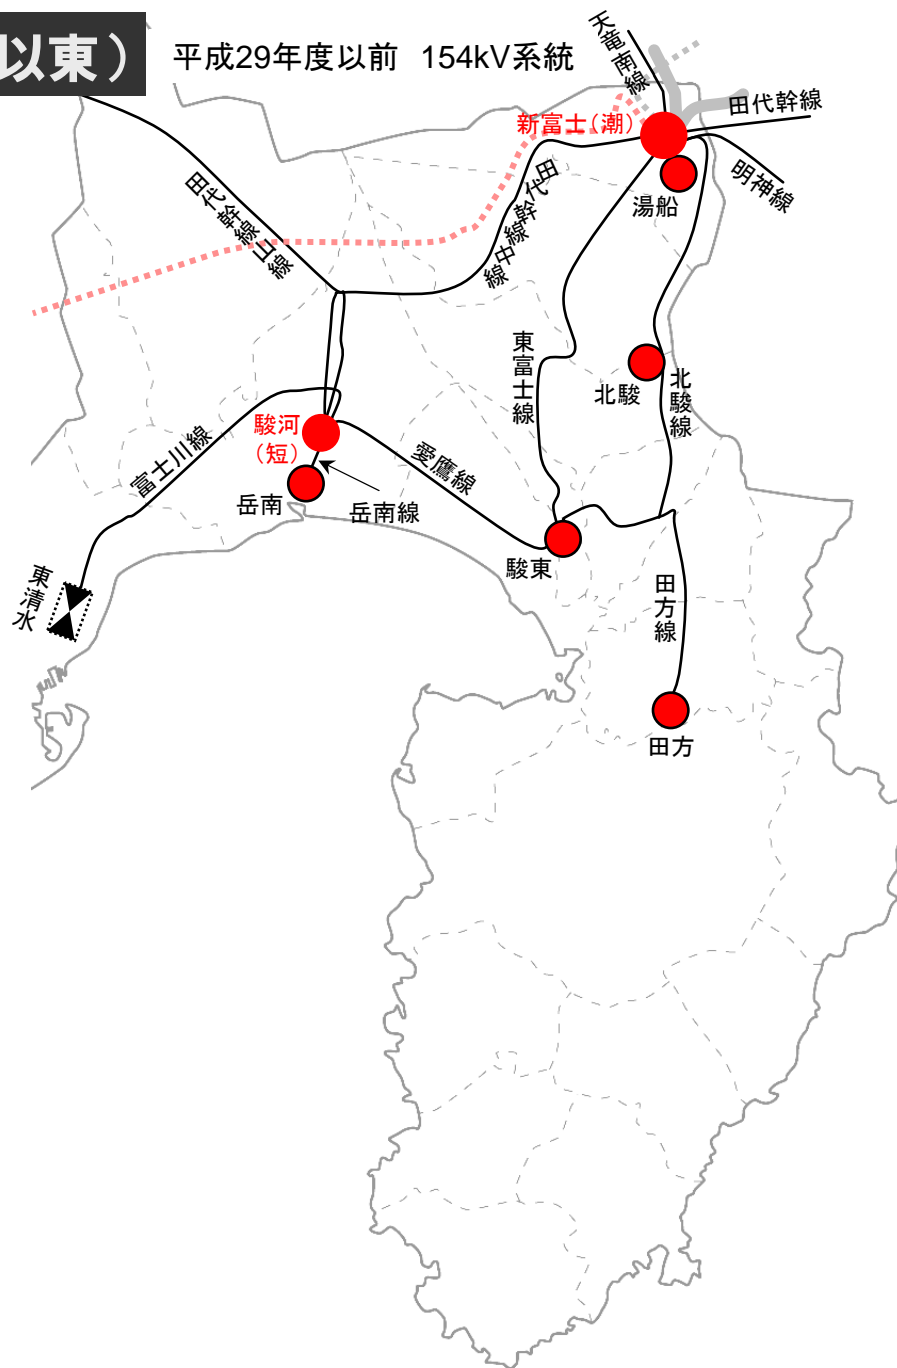 以東）
平成29年度以前 154kV系統
天竜南線
田代幹線
新富士（潮）
明神線
湯船
田代幹線山線
田代幹線中線
東富士線
北駿
北駿線
駿河
（短）
愛鷹線
富士川線
岳南
岳南線
駿東
東清水
田方線
田方